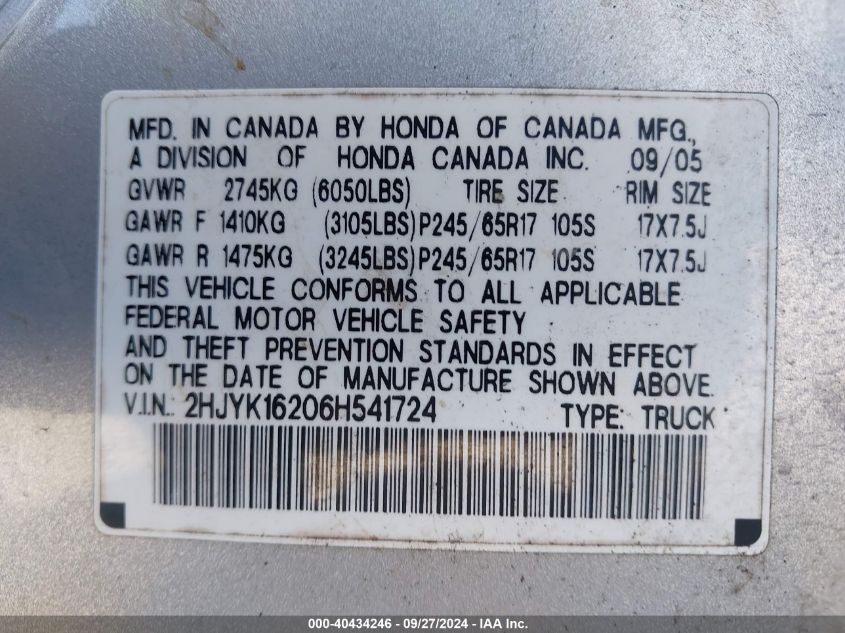 MFD. IN CANADA BY HONDA OF CANADA MFG.,
A DIVISION OF HONDA CANADA INC. 09/05
GVWR 2745KG (6050LBS) TIRE SIZE RIM SIZE
GAWR F 1410KG (3105LBS) P245/65R17 105S 17X7.5J
GAWR R 1475KG (3245LBS) P245/65R17 105S 17X7.5J
THIS VEHICLE CONFORMS TO ALL APPLICABLE
FEDERAL MOTOR VEHICLE SAFETY
AND THEFT PREVENTION STANDARDS IN EFFECT
ON THE DATE OF MANUFACTURE SHOWN ABOVE.
V.I.N.: 2HJYK16206H541724 TYPE: TRUCK
000-40434246 - 09/27/2024 - IAA Inc.